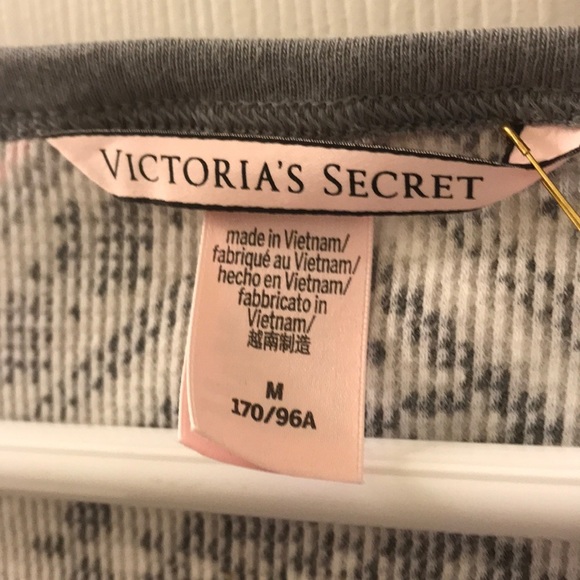 VICTORIA'S SECRET
made in Vietnam/
fabriqué au Vietnam/
hecho en Vietnam/
fabbricato in
Vietnam/
越南制造
M
170/96A